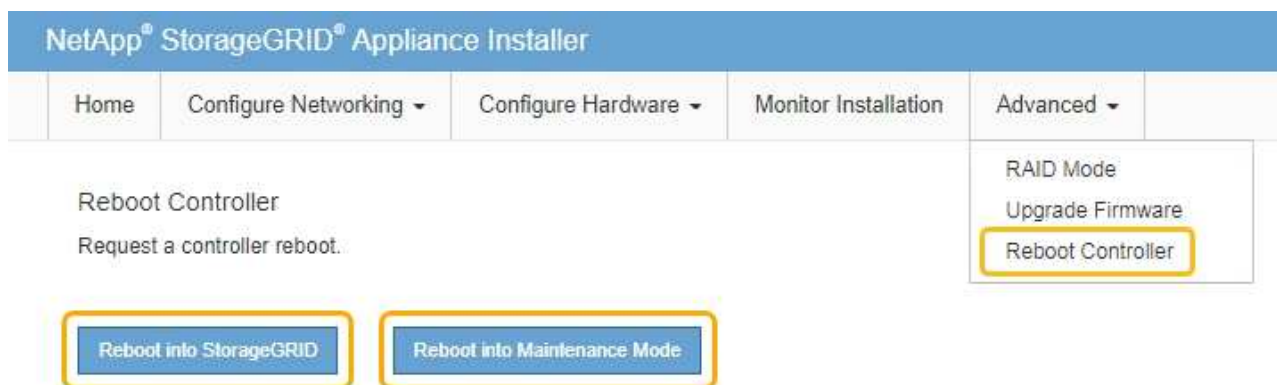 NetApp® StorageGRID® Appliance Installer
Home Configure Networking Configure Hardware Monitor Installation Advanced
RAID Mode
Upgrade Firmware
Reboot Controller
Reboot Controller
Request a controller reboot.
Reboot into StorageGRID Reboot into Maintenance Mode